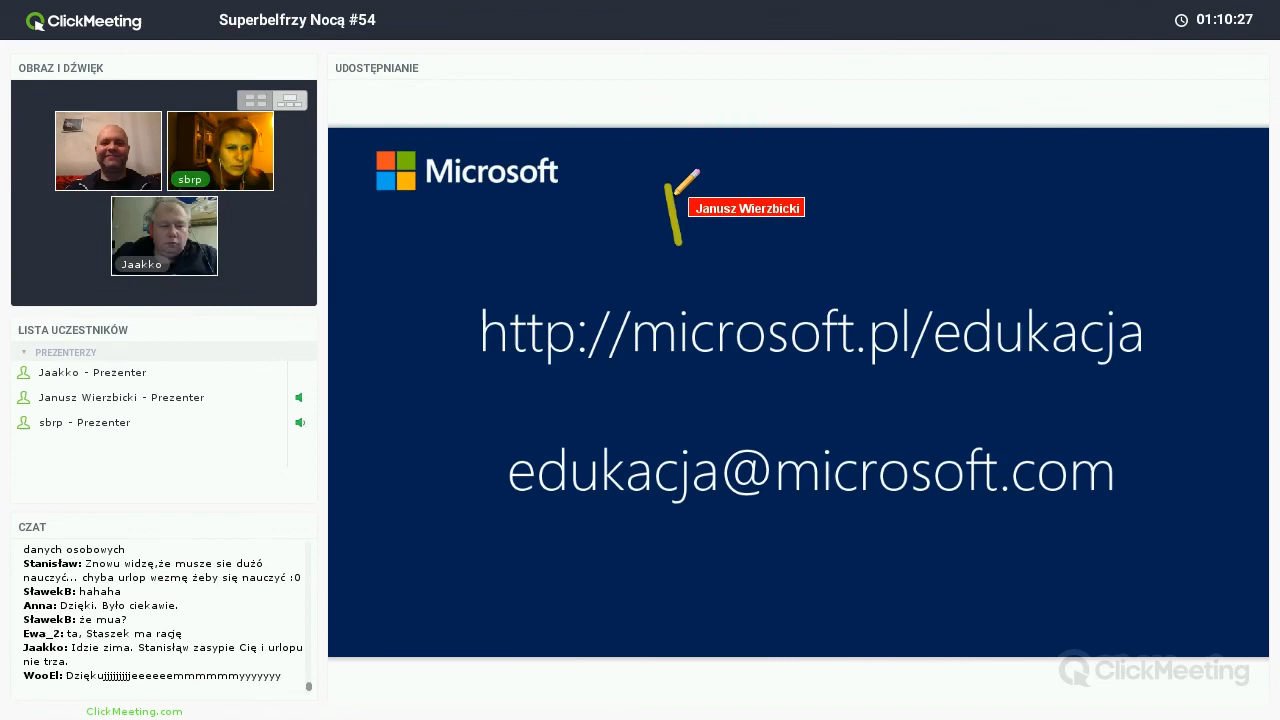 ClickMeeting
Superbelfrzy Nocą #54
01:10:27
OBRAZ I DŹWIĘK
sbrp
Jaakko
LISTA UCZESTNIKÓW
PREZENTERZY
Jaakko - Prezenter
Janusz Wierzbicki - Prezenter
sbrp - Prezenter
CZAT
danych osobowych
Stanisław: Znowu widzę,że musze sie dużó
nauczyć... chyba urlop wezmę żeby się nauczyć :0
SławekB: hahaha
Anna: Dzięki. Było ciekawie.
SławekB: że mua?
Ewa_2: ta, Staszek ma rację
Jaakko: Idzie zima. Stanisłąw zasypie Cię i urlopu
nie trza.
WooEl: Dziękujjjjjjjjjeeeeeemmmmmmyyyyyyy
ClickMeeting.com
UDOSTĘPNIANIE
Microsoft
Janusz Wierzbicki
http://microsoft.pl/edukacja
edukacja@microsoft.com
ClickMeeting